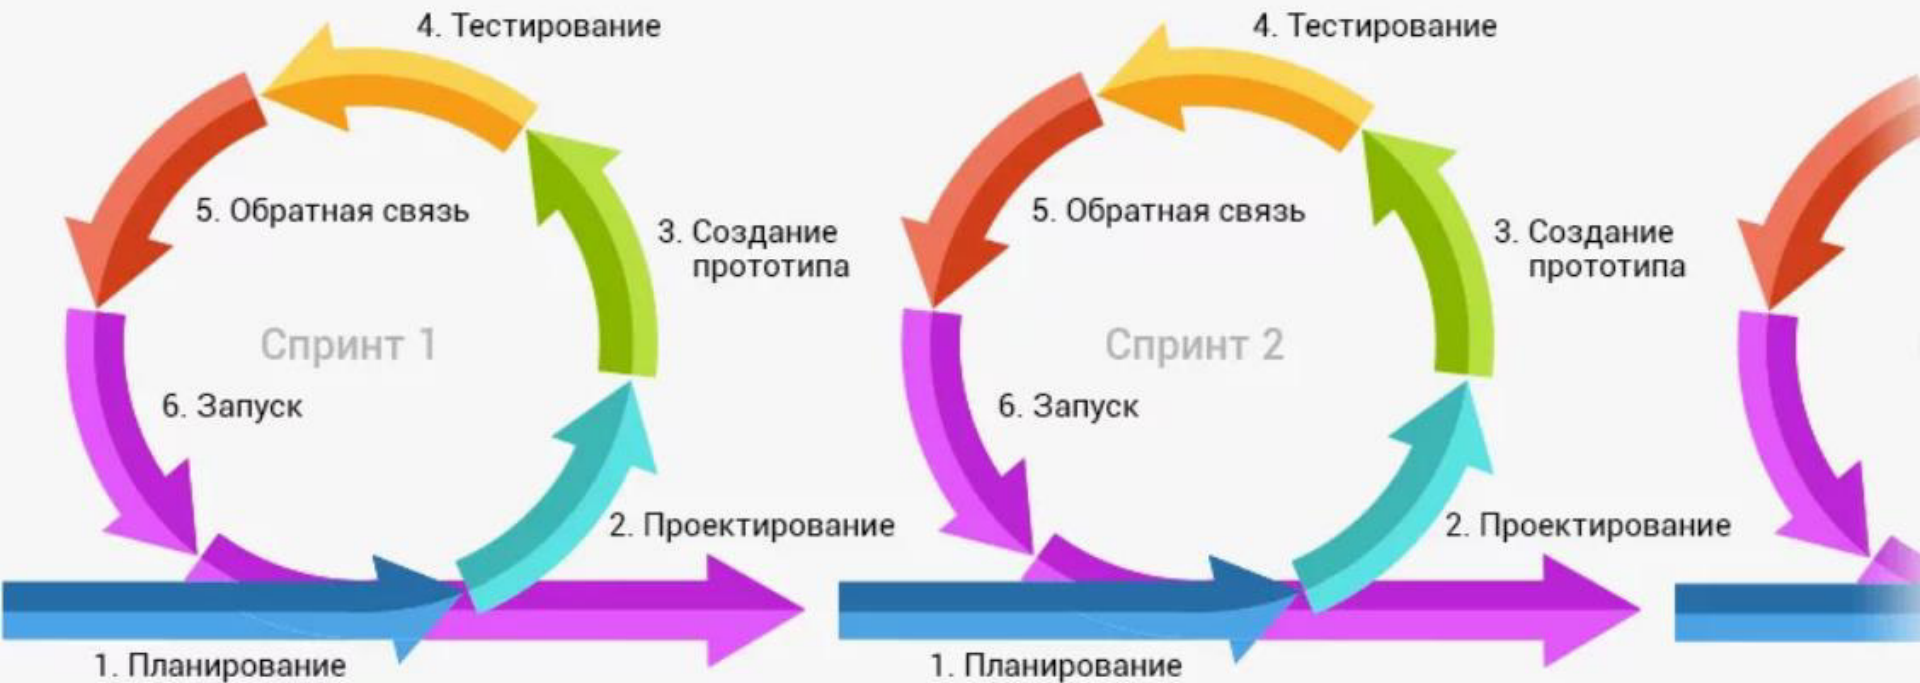 4. Тестирование
5. Обратная связь
3. Создание
прототипа
Спринт 1
6. Запуск
2. Проектирование
1. Планирование
4. Тестирование
5. Обратная связь
3. Создание
прототипа
Спринт 2
6. Запуск
2. Проектирование
1. Планирование